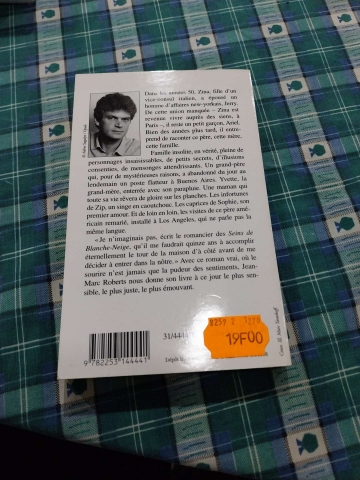 Dans les années 50, Zina, fille d'un
vice-consul italien, a épousé un
homme d'affaires new-yorkais, Jerry.
De cette union manquée – Zina est
revenue vivre auprès des siens, à
Paris –, il reste un petit garçon, Ariel.
Bien des années plus tard, il entre-
prend de raconter ce père, cette mère,
cette famille.
Famille insolite, en vérité, pleine de
personnages insaisissables, de petits secrets, d'illusions
consenties, de mensonges attendrissants. Un grand-père
qui, pour de mystérieuses raisons, a abandonné du jour au
lendemain un poste flatteur à Buenos Aires. Yvette, la
grand-mère, enterrée avec son parapluie. Une maman qui
toute sa vie rêvera de gloire sur les planches. Les infortunes
de Zip, un singe en caoutchouc. Les caprices de Sophie, son
premier amour. Et de loin en loin, les visites de ce père amé-
ricain remarié, installé à Los Angeles, qui ne parle pas la
même langue.
« Je n'imaginais pas, écrit le romancier des Seins de
Blanche-Neige, qu'il me faudrait quinze ans à accomplir
éternellement le tour de la maison d'à côté avant de me
décider à entrer dans la nôtre. » Avec ce roman vrai, où le
sourire n'est jamais que la pudeur des sentiments, Jean-
Marc Roberts nous donne son livre à ce jour le plus sen-
sible, le plus juste, le plus émouvant.
31/4444
9 782253 144441
19F00